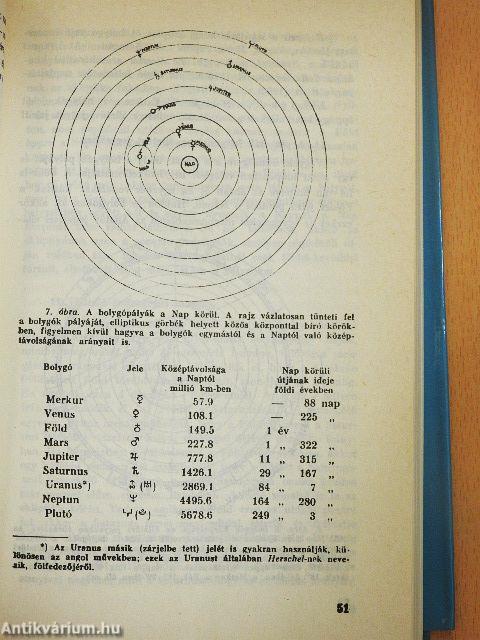 NEPTUN
PLUTO
SATURNUS
URANUS
JUPITER
MARS
VENUS
MERKUR
FÖLD
HOLD
NAP
7. ábra. A bolygópályák a Nap körül. A rajz vázlatosan tünteti fel
a bolygók pályáját, elliptikus görbék helyett közös központtal bíró körök-
ben, figyelmen kívül hagyva a bolygók egymástól és a Naptól való közép-
távolságának arányait is.
Bolygó Jele Középtávolsága a Naptól millió km-ben Nap körüli útjának ideje földi években
Merkur ☿ 57.9 — 88 nap
Venus ♀ 108.1 — 225 „
Föld ♁ 149.5 1 év
Mars ♂ 227.8 1 „ 322 „
Jupiter ♃ 777.8 11 „ 315 „
Saturnus ♄ 1426.1 29 „ 167 „
Uranus*) ⛢ (♅) 2869.1 84 „ 7 „
Neptun ♆ 4495.6 164 „ 280 „
Plutó 5678.6 249 „ 3 „
*) Az Uranus másik (zárjelbe tett) jelét is gyakran használják, kü-
lönösen az angol művekben; ezek az Uranust általában Herschel-nek neve-
zik, fölfedezőjéről.
51
Antikvárium.hu